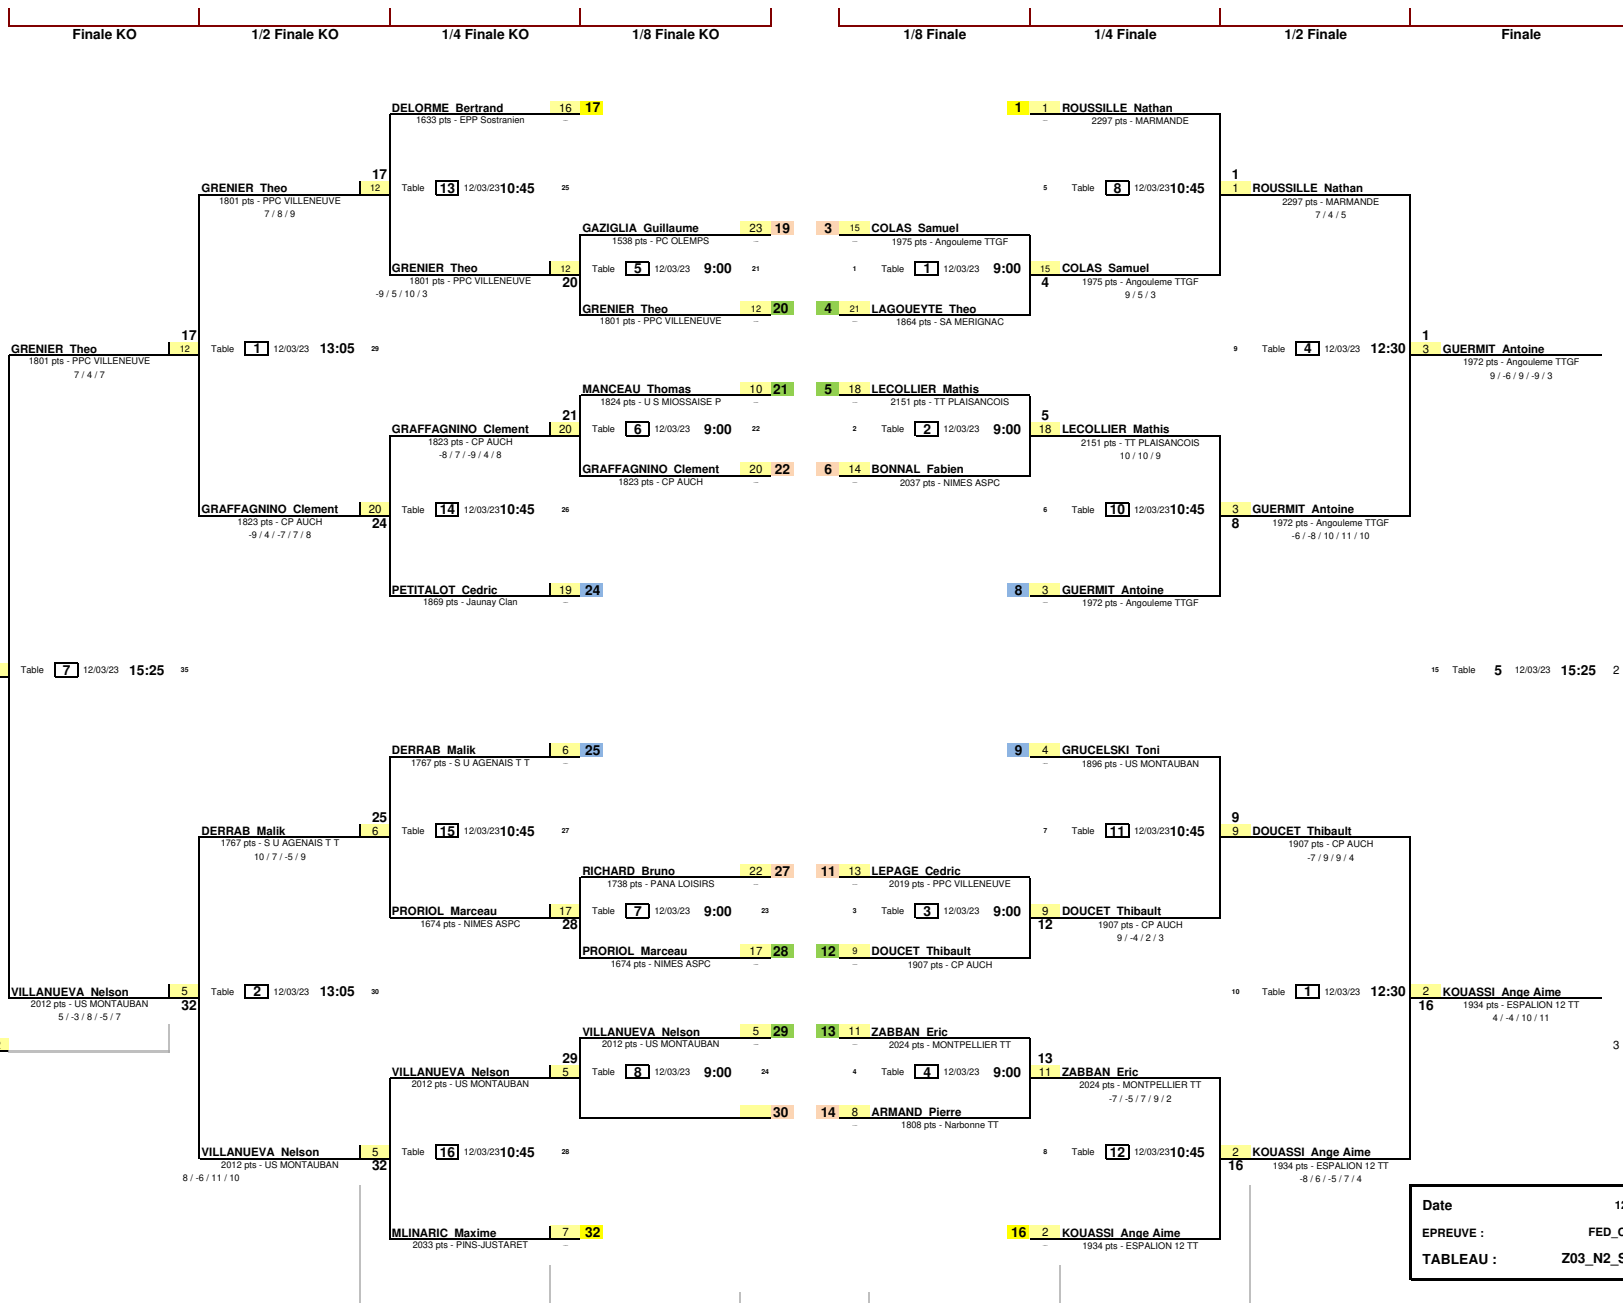 Finale KO 1/2 Finale KO 1/4 Finale KO 1/8 Finale KO 1/8 Finale 1/4 Finale 1/2 Finale Finale
DELORME Bertrand 16 17 1 1 ROUSSILLE Nathan
1633 pts - EPP Sostranien – – 2297 pts - MARMANDE
17 1
GRENIER Theo 12 Table 13 12/03/23 10:45 25 5 Table 8 12/03/23 10:45 1 ROUSSILLE Nathan
1801 pts - PPC VILLENEUVE 2297 pts - MARMANDE
7 / 8 / 9 7 / 4 / 5
GAZIGLIA Guillaume 23 19 3 15 COLAS Samuel
1538 pts - PC OLEMPS – – 1975 pts - Angouleme TTGF
GRENIER Theo 12 Table 5 12/03/23 9:00 21 1 Table 1 12/03/23 9:00 15 COLAS Samuel
1801 pts - PPC VILLENEUVE 20 4 1975 pts - Angouleme TTGF
-9 / 5 / 10 / 3 9 / 5 / 3
GRENIER Theo 12 20 4 21 LAGOUEYTE Theo
1801 pts - PPC VILLENEUVE – – 1864 pts - SA MERIGNAC
17 1
GRENIER Theo 12 Table 1 12/03/23 13:05 29 9 Table 4 12/03/23 12:30 3 GUERMIT Antoine
1801 pts - PPC VILLENEUVE 1972 pts - Angouleme TTGF
7 / 4 / 7 9 / -6 / 9 / -9 / 3
MANCEAU Thomas 10 21 5 18 LECOLLIER Mathis
1824 pts - U S MIOSSAISE P – – 2151 pts - TT PLAISANCOIS
21 5
GRAFFAGNINO Clement 20 Table 6 12/03/23 9:00 22 2 Table 2 12/03/23 9:00 18 LECOLLIER Mathis
1823 pts - CP AUCH 2151 pts - TT PLAISANCOIS
-8 / 7 / -9 / 4 / 8 10 / 10 / 9
GRAFFAGNINO Clement 20 22 6 14 BONNAL Fabien
1823 pts - CP AUCH – – 2037 pts - NIMES ASPC
GRAFFAGNINO Clement 20 Table 14 12/03/23 10:45 26 6 Table 10 12/03/23 10:45 3 GUERMIT Antoine
1823 pts - CP AUCH 24 8 1972 pts - Angouleme TTGF
-9 / 4 / -7 / 7 / 8 -6 / -8 / 10 / 11 / 10
PETITALOT Cedric 19 24 8 3 GUERMIT Antoine
1869 pts - Jaunay Clan – – 1972 pts - Angouleme TTGF
Table 7 12/03/23 15:25 35 15 Table 5 12/03/23 15:25 2
DERRAB Malik 6 25 9 4 GRUCELSKI Toni
1767 pts - S U AGENAIS T T – – 1896 pts - US MONTAUBAN
25 9
DERRAB Malik 6 Table 15 12/03/23 10:45 27 7 Table 11 12/03/23 10:45 9 DOUCET Thibault
1767 pts - S U AGENAIS T T 1907 pts - CP AUCH
10 / 7 / -5 / 9 -7 / 9 / 9 / 4
RICHARD Bruno 22 27 11 13 LEPAGE Cedric
1738 pts - PANA LOISIRS – – 2019 pts - PPC VILLENEUVE
PRORIOL Marceau 17 Table 7 12/03/23 9:00 23 3 Table 3 12/03/23 9:00 9 DOUCET Thibault
1674 pts - NIMES ASPC 28 12 1907 pts - CP AUCH
9 / -4 / 2 / 3
PRORIOL Marceau 17 28 12 9 DOUCET Thibault
1674 pts - NIMES ASPC – – 1907 pts - CP AUCH
VILLANUEVA Nelson 5 Table 2 12/03/23 13:05 30 10 Table 1 12/03/23 12:30 2 KOUASSI Ange Aime
2012 pts - US MONTAUBAN 32 16 1934 pts - ESPALION 12 TT
5 / -3 / 8 / -5 / 7 4 / -4 / 10 / 11
VILLANUEVA Nelson 5 29 13 11 ZABBAN Eric
2012 pts - US MONTAUBAN – – 2024 pts - MONTPELLIER TT 3
29 13
VILLANUEVA Nelson 5 Table 8 12/03/23 9:00 24 4 Table 4 12/03/23 9:00 11 ZABBAN Eric
2012 pts - US MONTAUBAN 2024 pts - MONTPELLIER TT
-7 / -5 / 7 / 9 / 2
30 14 8 ARMAND Pierre
– 1808 pts - Narbonne TT
VILLANUEVA Nelson 5 Table 16 12/03/23 10:45 28 8 Table 12 12/03/23 10:45 2 KOUASSI Ange Aime
2012 pts - US MONTAUBAN 32 16 1934 pts - ESPALION 12 TT
8 / -6 / 11 / 10 -8 / 6 / -5 / 7 / 4
Date 12
EPREUVE : FED_
MLINARIC Maxime 7 32 16 2 KOUASSI Ange Aime
2033 pts - PINS-JUSTARET – – 1934 pts - ESPALION 12 TT
TABLEAU : Z03_N2_S